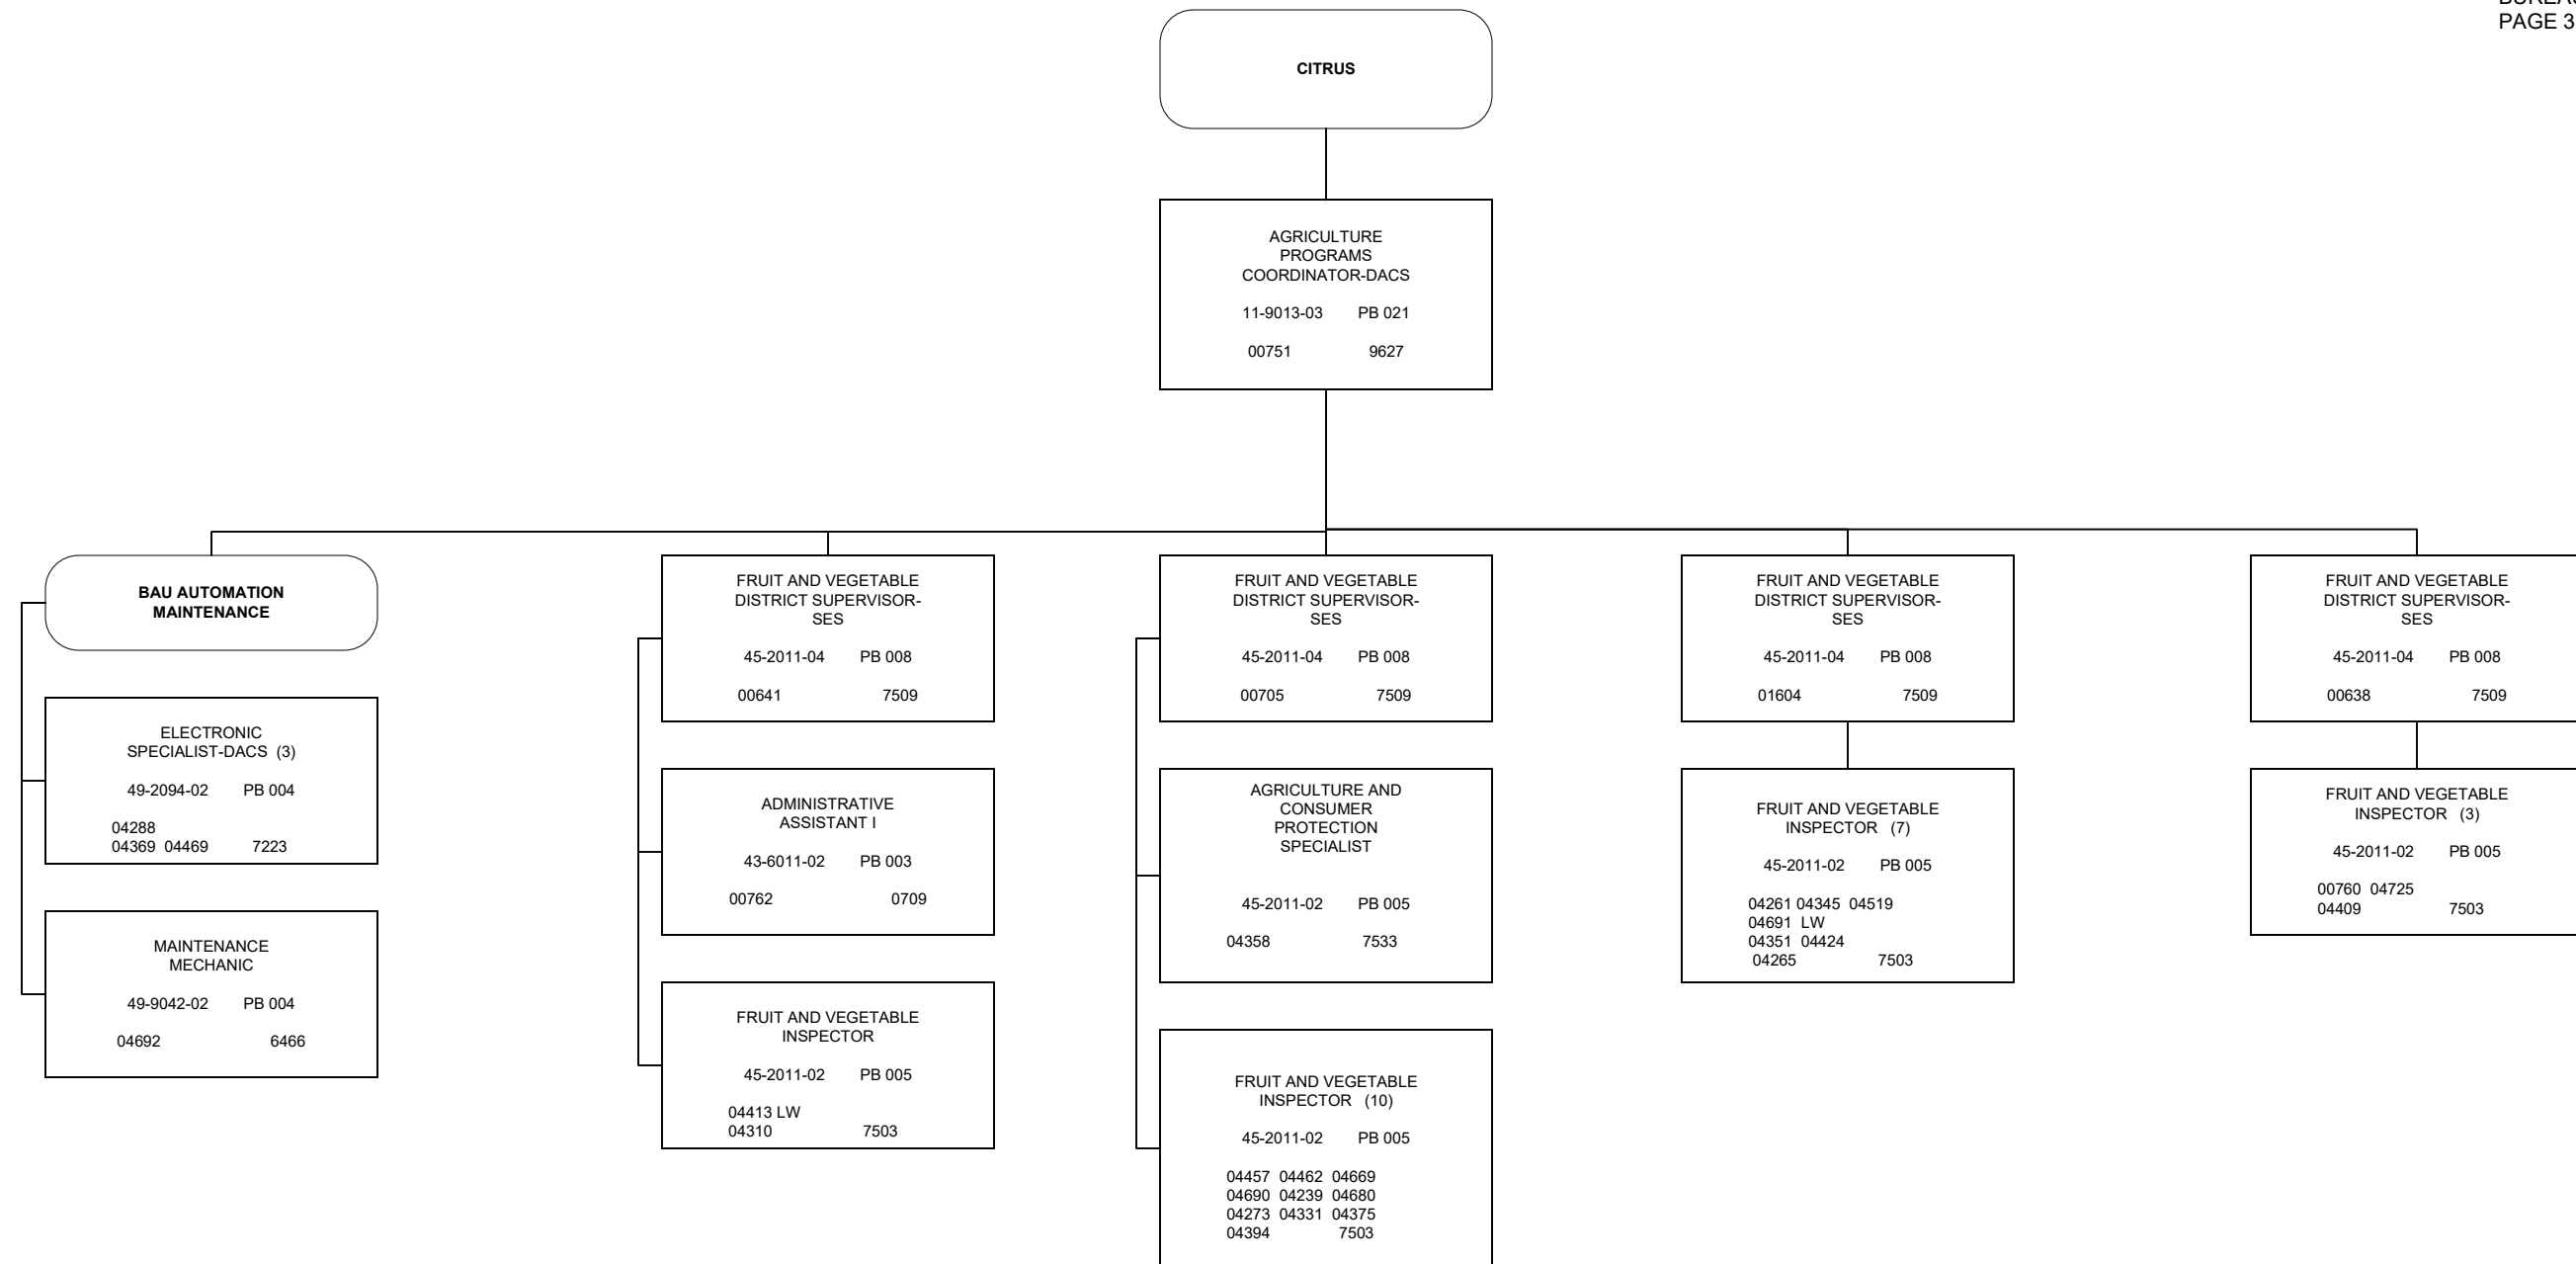 PAGE 3
CITRUS
AGRICULTURE
PROGRAMS
COORDINATOR-DACS
11-9013-03 PB 021
00751 9627
BAU AUTOMATION
MAINTENANCE
ELECTRONIC
SPECIALIST-DACS (3)
49-2094-02 PB 004
04288
04369 04469 7223
MAINTENANCE
MECHANIC
49-9042-02 PB 004
04692 6466
FRUIT AND VEGETABLE
DISTRICT SUPERVISOR-
SES
45-2011-04 PB 008
00641 7509
ADMINISTRATIVE
ASSISTANT I
43-6011-02 PB 003
00762 0709
FRUIT AND VEGETABLE
INSPECTOR
45-2011-02 PB 005
04413 LW
04310 7503
FRUIT AND VEGETABLE
DISTRICT SUPERVISOR-
SES
45-2011-04 PB 008
00705 7509
AGRICULTURE AND
CONSUMER
PROTECTION
SPECIALIST
45-2011-02 PB 005
04358 7533
FRUIT AND VEGETABLE
INSPECTOR (10)
45-2011-02 PB 005
04457 04462 04669
04690 04239 04680
04273 04331 04375
04394 7503
FRUIT AND VEGETABLE
DISTRICT SUPERVISOR-
SES
45-2011-04 PB 008
01604 7509
FRUIT AND VEGETABLE
INSPECTOR (7)
45-2011-02 PB 005
04261 04345 04519
04691 LW
04351 04424
04265 7503
FRUIT AND VEGETABLE
DISTRICT SUPERVISOR-
SES
45-2011-04 PB 008
00638 7509
FRUIT AND VEGETABLE
INSPECTOR (3)
45-2011-02 PB 005
00760 04725
04409 7503